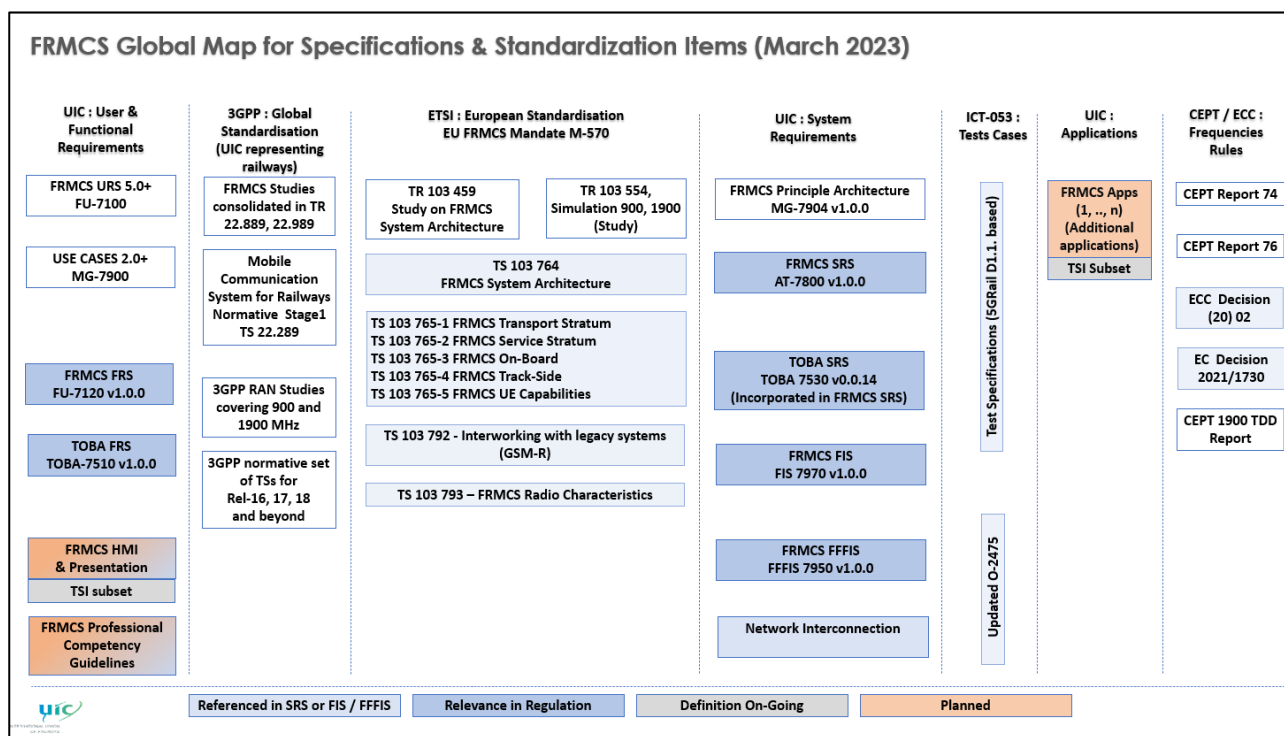 FRMCS Global Map for Specifications & Standardization Items (March 2023)
UIC : User &
Functional
Requirements
FRMCS URS 5.0+
FU-7100
USE CASES 2.0+
MG-7900
FRMCS FRS
FU-7120 v1.0.0
TOBA FRS
TOBA-7510 v1.0.0
FRMCS HMI
& Presentation
TSI subset
FRMCS Professional
Competency
Guidelines
3GPP : Global
Standardisation
(UIC representing
railways)
FRMCS Studies
consolidated in TR
22.889, 22.989
Mobile
Communication
System for Railways
Normative Stage1
TS 22.289
3GPP RAN Studies
covering 900 and
1900 MHz
3GPP normative set
of TSs for
Rel-16, 17, 18
and beyond
ETSI : European Standardisation
EU FRMCS Mandate M-570
TR 103 459
Study on FRMCS
System Architecture
TR 103 554,
Simulation 900, 1900
(Study)
TS 103 764
FRMCS System Architecture
TS 103 765-1 FRMCS Transport Stratum
TS 103 765-2 FRMCS Service Stratum
TS 103 765-3 FRMCS On-Board
TS 103 765-4 FRMCS Track-Side
TS 103 765-5 FRMCS UE Capabilities
TS 103 792 - Interworking with legacy systems
(GSM-R)
TS 103 793 – FRMCS Radio Characteristics
UIC : System
Requirements
FRMCS Principle Architecture
MG-7904 v1.0.0
FRMCS SRS
AT-7800 v1.0.0
TOBA SRS
TOBA 7530 v0.0.14
(Incorporated in FRMCS SRS)
FRMCS FIS
FIS 7970 v1.0.0
FRMCS FFFIS
FFFIS 7950 v1.0.0
Network Interconnection
ICT-053 :
Tests Cases
Test Specifications (5GRail D1.1. based)
Updated O-2475
UIC :
Applications
FRMCS Apps
(1, .., n)
(Additional
applications)
TSI Subset
CEPT / ECC :
Frequencies
Rules
CEPT Report 74
CEPT Report 76
ECC Decision
(20) 02
EC Decision
2021/1730
CEPT 1900 TDD
Report
uic
Referenced in SRS or FIS / FFFIS
Relevance in Regulation
Definition On-Going
Planned